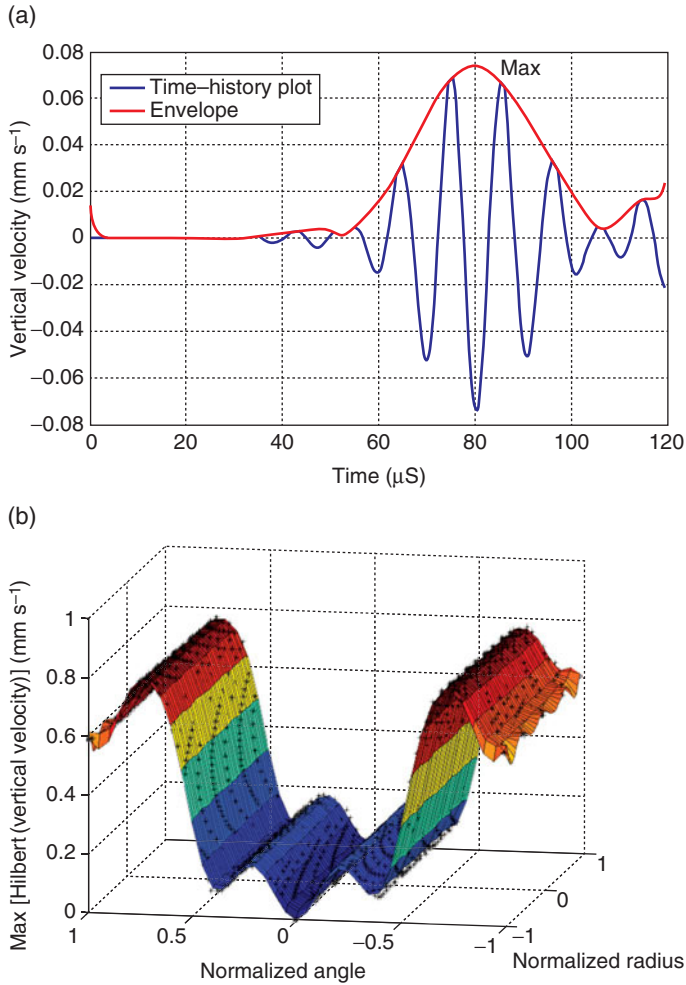 (a)
Vertical velocity (mm s⁻¹)
0.08
0.06
0.04
0.02
0
−0.02
−0.04
−0.06
−0.08
Time–history plot
Envelope
Max
0 20 40 60 80 100 120
Time (μS)
(b)
Max [Hilbert (vertical velocity)] (mm s⁻¹)
1
0.8
0.6
0.4
0.2
0
1 0.5 0 −0.5 −1
Normalized angle
−1 0 1
Normalized radius